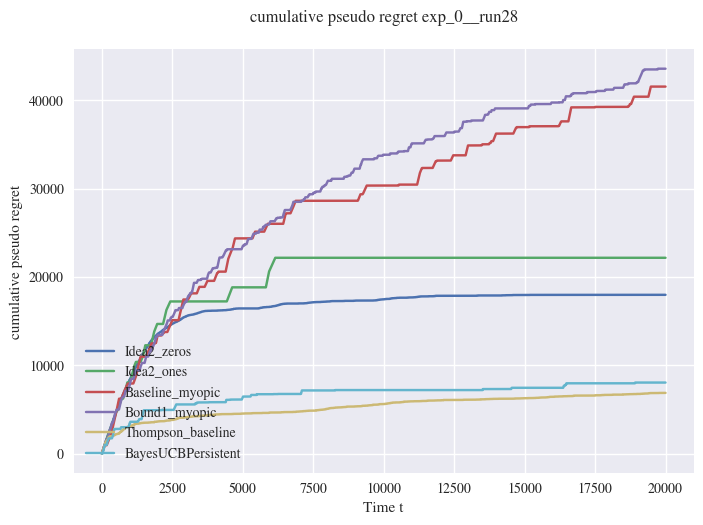 cumulative pseudo regret exp_0__run28
cumulative pseudo regret
40000
30000
20000
10000
0
Idea2_zeros
Idea2_ones
Baseline_myopic
Bound1_myopic
Thompson_baseline
BayesUCBPersistent
0 2500 5000 7500 10000 12500 15000 17500 20000
Time t